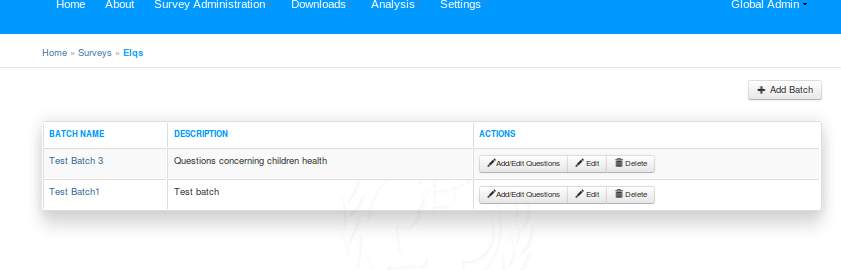 Home About Survey Administration Downloads Analysis Settings Global Admin
Home » Surveys » Elqs
Add Batch
BATCH NAME DESCRIPTION ACTIONS
Test Batch 3 Questions concerning children health Add/Edit Questions Edit Delete
Test Batch1 Test batch Add/Edit Questions Edit Delete